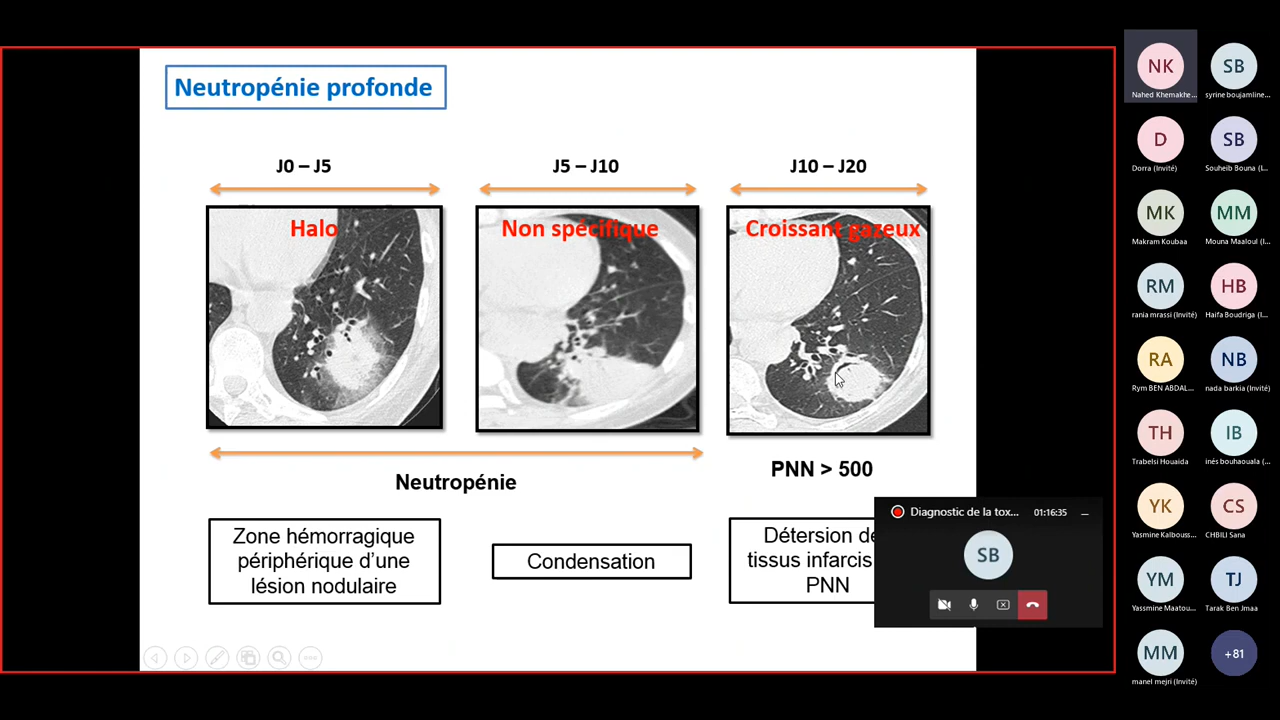 Neutropénie profonde
J0 – J5
J5 – J10
J10 – J20
Halo
Non spécifique
Croissant gazeux
Neutropénie
PNN > 500
Zone hémorragique
périphérique d'une
lésion nodulaire
Condensation
Détersion de
tissus infarcis
PNN
Diagnostic de la tox...
01:16:35
SB
NK
Nahed Khemakhe...
SB
syrine boujamline...
D
Dorra (Invité)
SB
Souheib Bouna (L...
MK
Makram Koubaa
MM
Mouna Maaloul (I...
RM
rania mrassi (Invité)
HB
Haifa Boudriga (I...
RA
Rym BEN ABDAL...
NB
nada barkia (Invité)
TH
Trabelsi Houaida
IB
inés bouhaouala (...
YK
Yasmine Kalbouss...
CS
CHBILI Sana
YM
Yassmine Maatou...
TJ
Tarak Ben Jmaa
MM
manel mejri (Invité)
+81